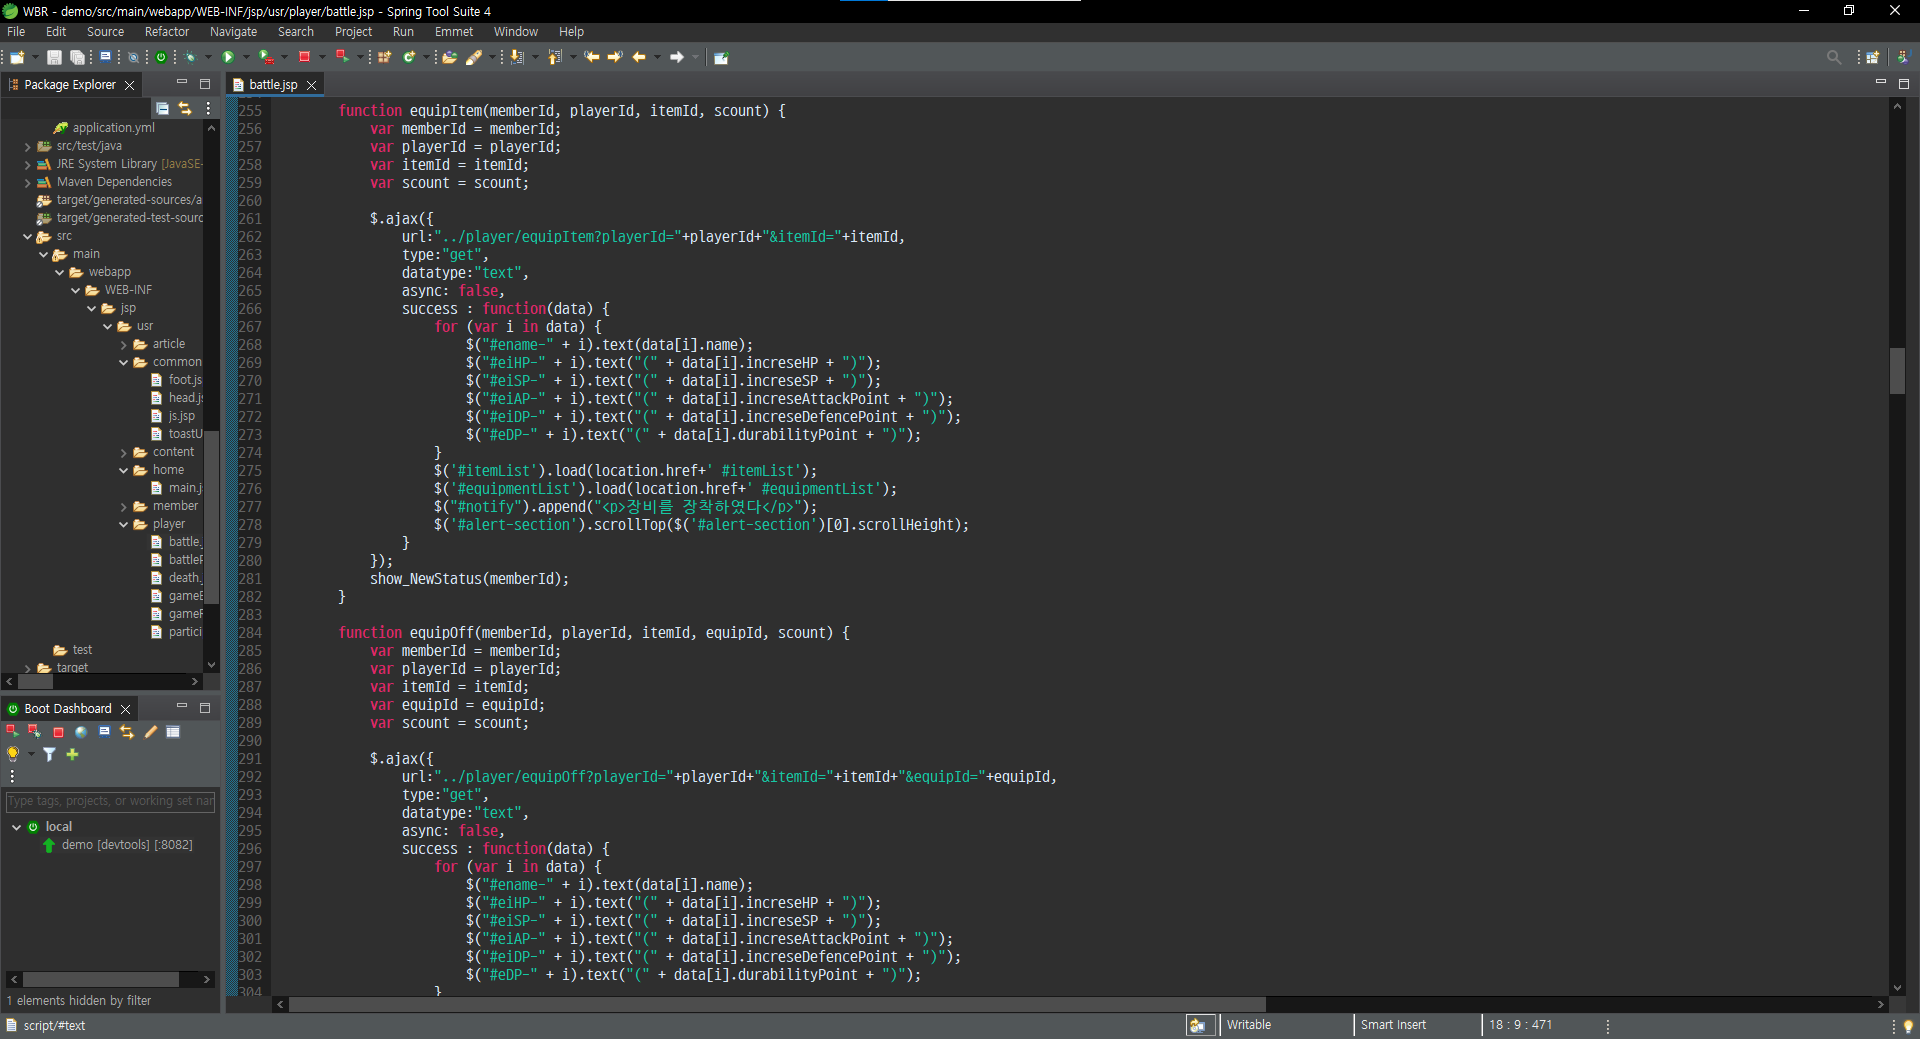 WBR - demo/src/main/webapp/WEB-INF/jsp/usr/player/battle.jsp - Spring Tool Suite 4
File Edit Source Refactor Navigate Search Project Run Emmet Window Help
Package Explorer
application.yml
src/test/java
JRE System Library [JavaSE-
Maven Dependencies
target/generated-sources/a
target/generated-test-sourc
src
main
webapp
WEB-INF
jsp
usr
article
common
foot.js
head.js
js.jsp
toastU
content
home
main.js
member
player
battle.
battleF
death.j
gameE
gameF
partici
test
target
Boot Dashboard
Type tags, projects, or working set nar
local
demo [devtools] [:8082]
1 elements hidden by filter
battle.jsp
255 function equipItem(memberId, playerId, itemId, scount) {
256 var memberId = memberId;
257 var playerId = playerId;
258 var itemId = itemId;
259 var scount = scount;
260
261 $.ajax({
262 url:"../player/equipItem?playerId="+playerId+"&itemId="+itemId,
263 type:"get",
264 datatype:"text",
265 async: false,
266 success : function(data) {
267 for (var i in data) {
268 $("#ename-" + i).text(data[i].name);
269 $("#eiHP-" + i).text("(" + data[i].increseHP + ")");
270 $("#eiSP-" + i).text("(" + data[i].increseSP + ")");
271 $("#eiAP-" + i).text("(" + data[i].increseAttackPoint + ")");
272 $("#eiDP-" + i).text("(" + data[i].increseDefencePoint + ")");
273 $("#eDP-" + i).text("(" + data[i].durabilityPoint + ")");
274 }
275 $('#itemList').load(location.href+' #itemList');
276 $('#equipmentList').load(location.href+' #equipmentList');
277 $("#notify").append("<p>장비를 장착하였다</p>");
278 $('#alert-section').scrollTop($('#alert-section')[0].scrollHeight);
279 }
280 });
281 show_NewStatus(memberId);
282 }
283
284 function equipOff(memberId, playerId, itemId, equipId, scount) {
285 var memberId = memberId;
286 var playerId = playerId;
287 var itemId = itemId;
288 var equipId = equipId;
289 var scount = scount;
290
291 $.ajax({
292 url:"../player/equipOff?playerId="+playerId+"&itemId="+itemId+"&equipId="+equipId,
293 type:"get",
294 datatype:"text",
295 async: false,
296 success : function(data) {
297 for (var i in data) {
298 $("#ename-" + i).text(data[i].name);
299 $("#eiHP-" + i).text("(" + data[i].increseHP + ")");
300 $("#eiSP-" + i).text("(" + data[i].increseSP + ")");
301 $("#eiAP-" + i).text("(" + data[i].increseAttackPoint + ")");
302 $("#eiDP-" + i).text("(" + data[i].increseDefencePoint + ")");
303 $("#eDP-" + i).text("(" + data[i].durabilityPoint + ")");
304 }
script/#text
Writable
Smart Insert
18 : 9 : 471